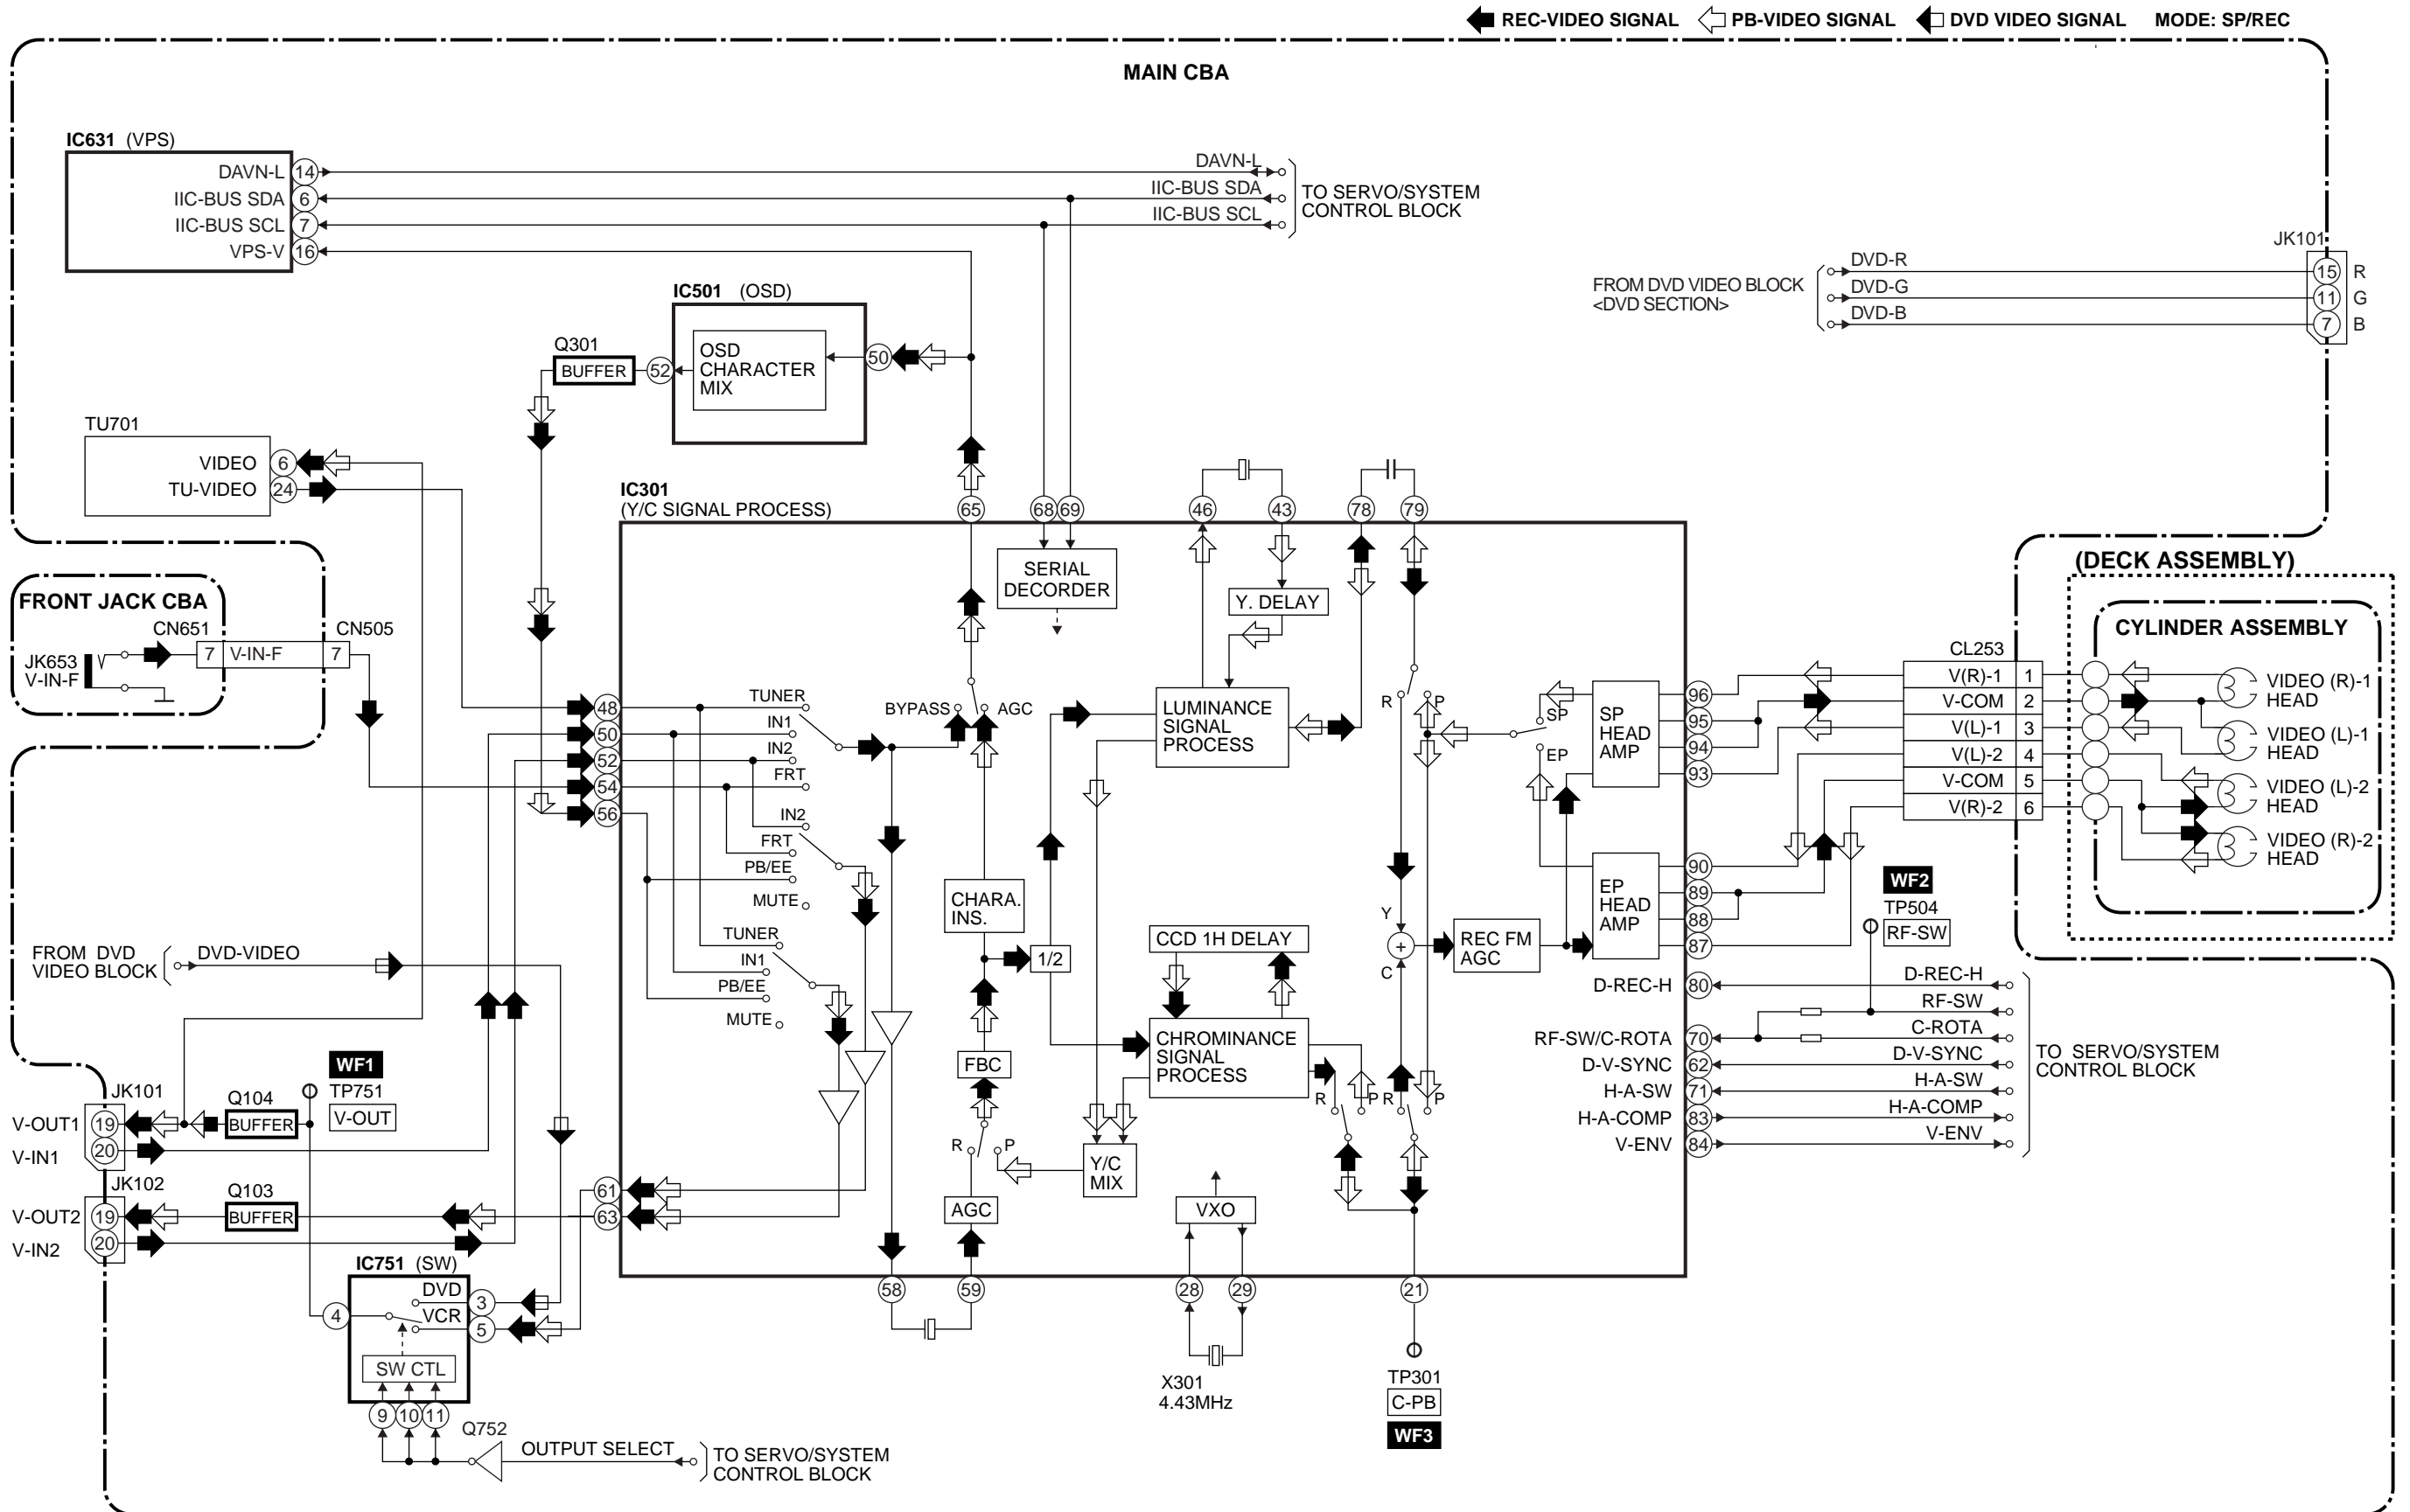 REC-VIDEO SIGNAL PB-VIDEO SIGNAL DVD VIDEO SIGNAL MODE: SP/REC
MAIN CBA
IC631 (VPS)
DAVN-L 14
IIC-BUS SDA 6
IIC-BUS SCL 7
VPS-V 16
DAVN-L
IIC-BUS SDA
IIC-BUS SCL
TO SERVO/SYSTEM
CONTROL BLOCK
FROM DVD VIDEO BLOCK
<DVD SECTION>
DVD-R
DVD-G
DVD-B
JK101
15 R
11 G
7 B
IC501 (OSD)
OSD
CHARACTER
MIX
50
52
Q301
BUFFER
TU701
VIDEO 6
TU-VIDEO 24
IC301
(Y/C SIGNAL PROCESS)
65
68 69
46
43
78
79
SERIAL
DECORDER
Y. DELAY
FRONT JACK CBA
CN651
CN505
JK653
V-IN-F
7 V-IN-F 7
48
50
52
54
56
TUNER
IN1
IN2
FRT
IN2
FRT
PB/EE
MUTE
TUNER
IN1
PB/EE
MUTE
BYPASS
AGC
LUMINANCE
SIGNAL
PROCESS
R P
SP
EP
SP
HEAD
AMP
96
95
94
93
EP
HEAD
AMP
90
89
88
87
CHARA.
INS.
1/2
CCD 1H DELAY
CHROMINANCE
SIGNAL
PROCESS
Y
+
C
REC FM
AGC
FBC
R P
AGC
Y/C
MIX
VXO
R P
R P
(DECK ASSEMBLY)
CYLINDER ASSEMBLY
CL253
V(R)-1 1
V-COM 2
V(L)-1 3
V(L)-2 4
V-COM 5
V(R)-2 6
VIDEO (R)-1
HEAD
VIDEO (L)-1
HEAD
VIDEO (L)-2
HEAD
VIDEO (R)-2
HEAD
WF2
TP504
RF-SW
D-REC-H 80
RF-SW/C-ROTA 70
D-V-SYNC 62
H-A-SW 71
H-A-COMP 83
V-ENV 84
D-REC-H
RF-SW
C-ROTA
D-V-SYNC
H-A-SW
H-A-COMP
V-ENV
TO SERVO/SYSTEM
CONTROL BLOCK
FROM DVD
VIDEO BLOCK
DVD-VIDEO
WF1
TP751
V-OUT
JK101
V-OUT1 19
V-IN1 20
Q104
BUFFER
JK102
V-OUT2 19
V-IN2 20
Q103
BUFFER
61
63
58
59
28
29
21
IC751 (SW)
DVD 3
VCR 5
4
SW CTL
9 10 11
Q752
OUTPUT SELECT
TO SERVO/SYSTEM
CONTROL BLOCK
X301
4.43MHz
TP301
C-PB
WF3